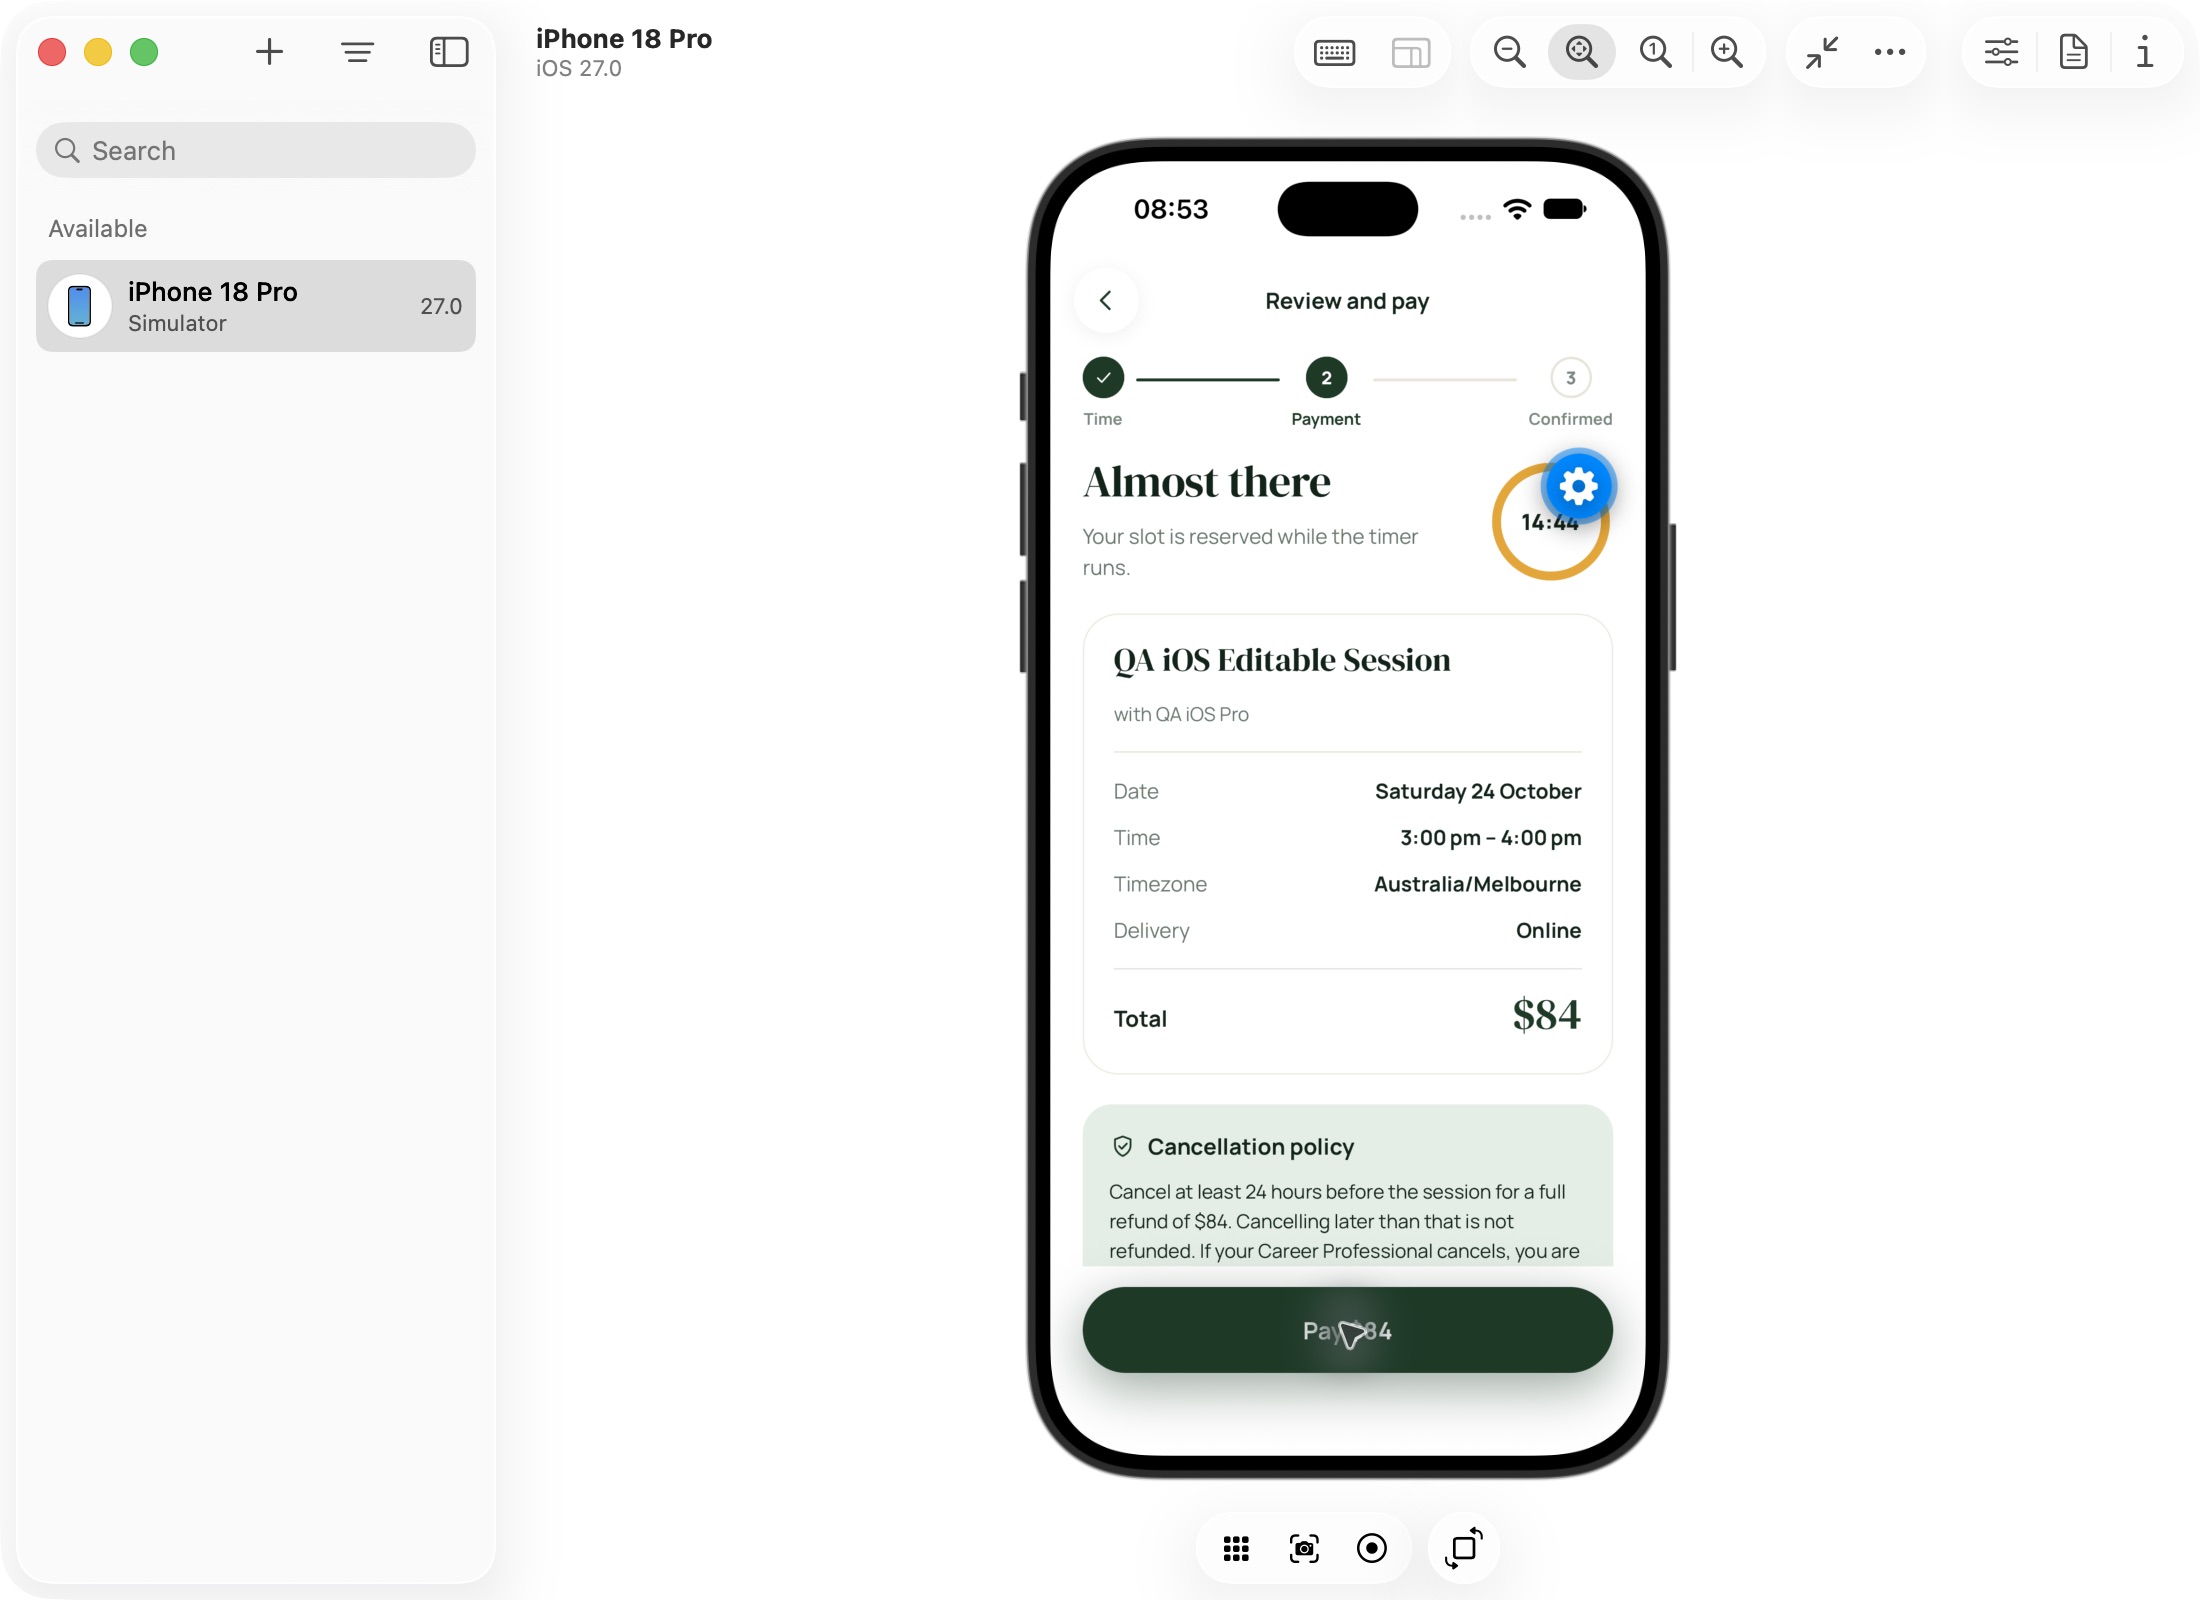 iPhone 18 Pro
iOS 27.0
Search
Available
iPhone 18 Pro
Simulator
27.0
08:53
Review and pay
2
3
Time
Payment
Confirmed
Almost there
Your slot is reserved while the timer
runs.
14:44
QA iOS Editable Session
with QA iOS Pro
Date
Saturday 24 October
Time
3:00 pm – 4:00 pm
Timezone
Australia/Melbourne
Delivery
Online
Total
$84
Cancellation policy
Cancel at least 24 hours before the session for a full
refund of $84. Cancelling later than that is not
refunded. If your Career Professional cancels, you are
Pay $84